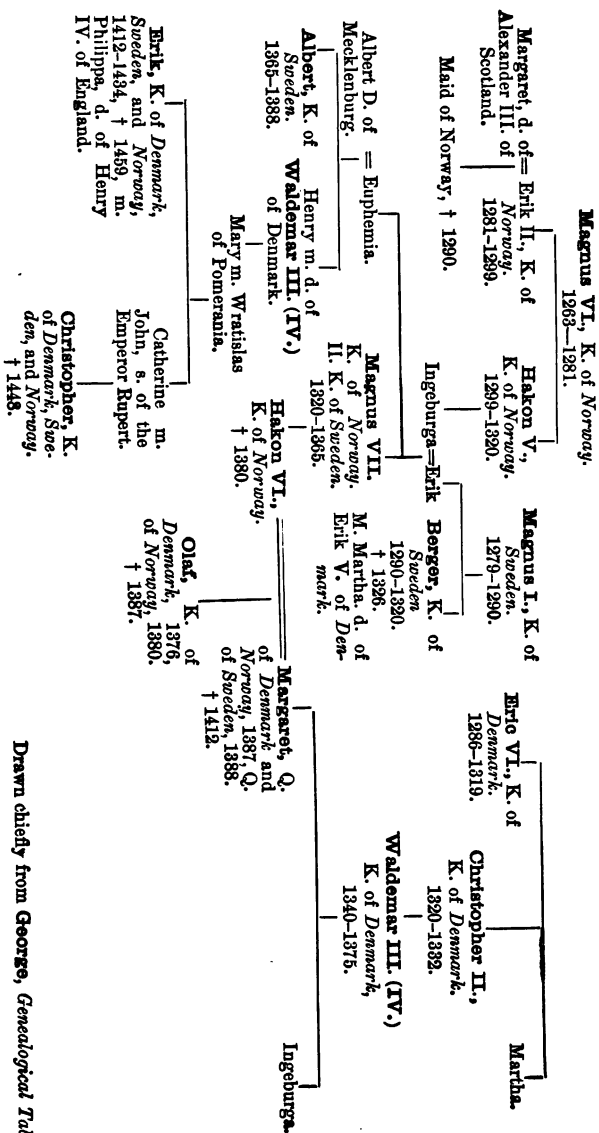 Magnus VI., K. of Norway.
1263—1281.
Margaret, d. of = Erik II., K. of
Alexander III. of
Scotland.
Norway.
1281–1299.
Hakon V.,
K. of Norway.
1299–1320.
Magnus I., K. of
Sweden.
1279–1290.
Eric VI., K. of
Denmark.
1286–1319.
Christopher II.,
K. of Denmark.
1320–1332.
Martha.
Maid of Norway, † 1290.
Ingeburga=Erik
Berger, K. of
Sweden
1290–1320.
† 1326.
M. Martha. d. of
Erik V. of Den-
mark.
Waldemar III. (IV.)
K. of Denmark,
1340–1375.
Albert D. of = Euphemia.
Mecklenburg.
Magnus VII.
K. of Norway.
II. K. of Sweden.
1320–1365.
Albert, K. of
Sweden.
1365–1388.
Henry m. d. of
Waldemar III. (IV.)
of Denmark.
Hakon VI.,
K. of Norway.
† 1380.
Margaret, Q.
of Denmark and
Norway, 1387, Q.
of Sweden, 1388.
† 1412.
Ingeburga.
Mary m. Wratislas
of Pomerania.
Olaf, K. of
Denmark, 1376,
of Norway, 1380.
† 1387.
Erik, K. of Denmark,
Sweden, and Norway,
1412–1434, † 1459, m.
Philippa, d. of Henry
IV. of England.
Catherine m.
John, s. of the
Emperor Rupert.
Christopher, K.
of Denmark, Swe-
den, and Norway.
† 1448.
Drawn chiefly from George, Genealogical Tal